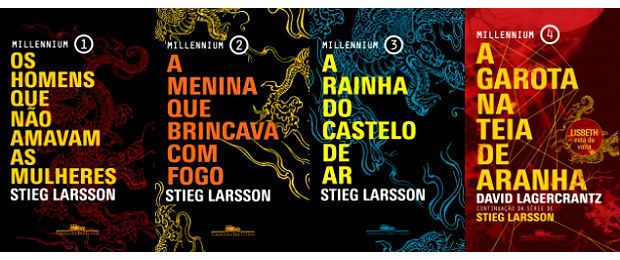 MILLENNIUM 1
OS
HOMENS
QUE
NÃO
AMAVAM
AS
MULHERES
STIEG LARSSON
MILLENNIUM 2
A
MENINA
QUE
BRINCAVA
COM
FOGO
STIEG LARSSON
MILLENNIUM 3
A
RAINHA
DO
CASTELO
DE
AR
STIEG LARSSON
MILLENNIUM 4
A
GAROTA
NA
TEIA
DE
ARANHA
LISBETH
está de
volta
DAVID LAGERCRANTZ
CONTINUAÇÃO DA SÉRIE DE
STIEG LARSSON